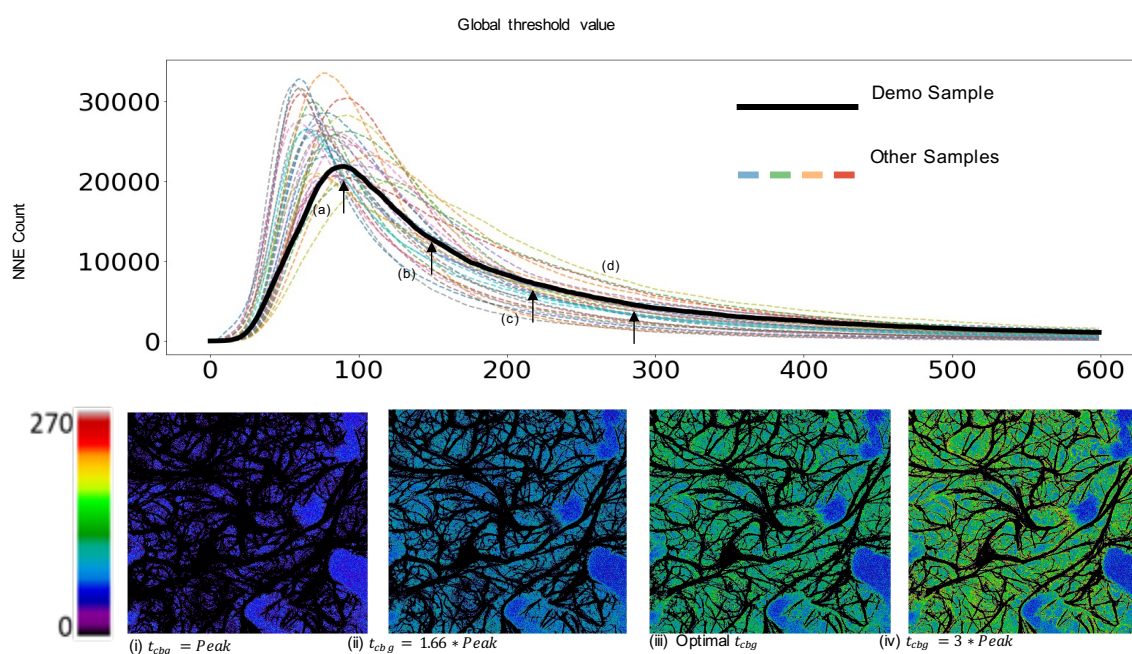 Global threshold value
NNE Count
30000
20000
10000
0
Demo Sample
Other Samples
(a)
(b)
(c)
(d)
0 100 200 300 400 500 600
270
0
(i) t_cbg = Peak
(ii) t_cbg = 1.66 * Peak
(iii) Optimal t_cbg
(iv) t_cbg = 3 * Peak